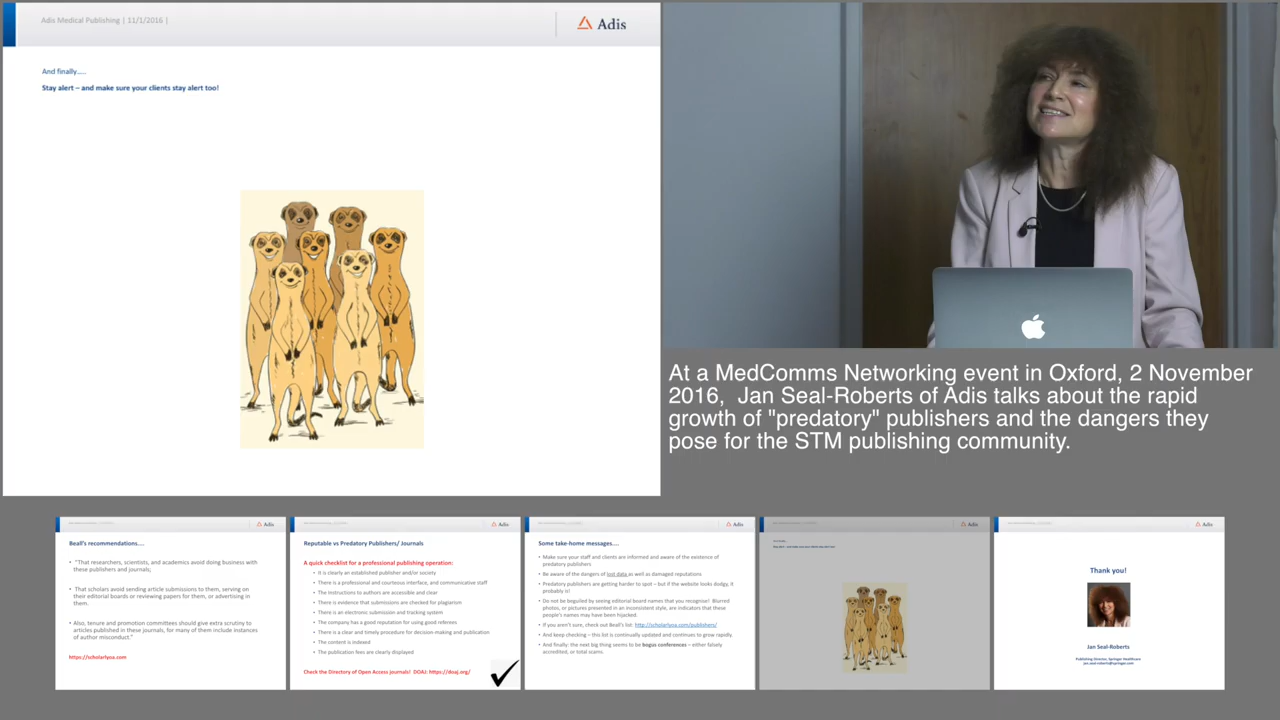 Adis Medical Publishing | 11/1/2016 |
Adis
And finally.....
Stay alert – and make sure your clients stay alert too!
At a MedComms Networking event in Oxford, 2 November
2016, Jan Seal-Roberts of Adis talks about the rapid
growth of "predatory" publishers and the dangers they
pose for the STM publishing community.
Adis
Beall's recommendations....
• "That researchers, scientists, and academics avoid doing business with
these publishers and journals;
• That scholars avoid sending article submissions to them, serving on
their editorial boards or reviewing papers for them, or advertising in
them.
• Also, tenure and promotion committees should give extra scrutiny to
articles published in these journals, for many of them include instances
of author misconduct."
https://scholarlyoa.com
Adis
Reputable vs Predatory Publishers/ Journals
A quick checklist for a professional publishing operation:
• It is clearly an established publisher and/or society
• There is a professional and courteous interface, and communicative staff
• The instructions to authors are accessible and clear
• There is evidence that submissions are checked for plagiarism
• There is an electronic submission and tracking system
• The company has a good reputation for using good referees
• There is a clear and timely procedure for decision-making and publication
• The content is indexed
• The publication fees are clearly displayed
Check the Directory of Open Access journals! DOAJ: https://doaj.org/
Adis
Some take-home messages....
• Make sure your staff and clients are informed and aware of the existence of
predatory publishers
• Be aware of the dangers of lost data as well as damaged reputations
• Predatory publishers are getting harder to spot – but if the website looks dodgy, it
probably is!
• Do not be beguiled by seeing editorial board names that you recognise! Blurred
photos, or pictures presented in an inconsistent style, are indicators that these
people's names may have been hijacked.
• If you aren't sure, check out Beall's list: http://scholarlyoa.com/publishers/
• And keep checking – this list is continually updated and continues to grow rapidly.
• And finally: the next big thing seems to be bogus conferences – either falsely
accredited, or total scams.
Adis
Adis
Thank you!
Jan Seal-Roberts
Publishing Director, Springer Healthcare
jan.seal-roberts@springer.com